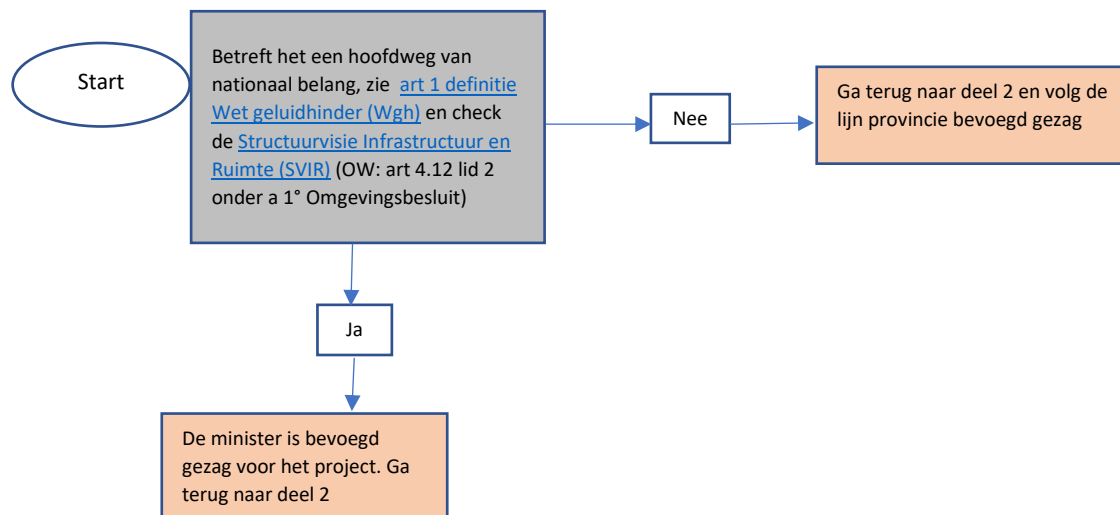 Start
Betreft het een hoofdweg van
nationaal belang, zie art 1 definitie
Wet geluidhinder (Wgh) en check
de Structuurvisie Infrastructuur en
Ruimte (SVIR) (OW: art 4.12 lid 2
onder a 1° Omgevingsbesluit)
Nee
Ga terug naar deel 2 en volg de
lijn provincie bevoegd gezag
Ja
De minister is bevoegd
gezag voor het project. Ga
terug naar deel 2